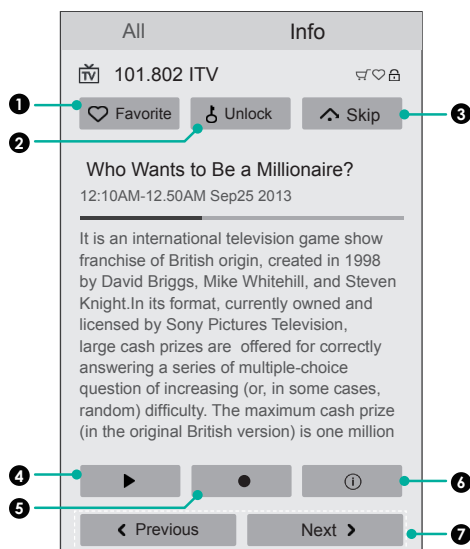 All Info
TV 101.802 ITV
1 Favorite 2 Unlock 3 Skip
Who Wants to Be a Millionaire?
12:10AM-12.50AM Sep25 2013
It is an international television game show
franchise of British origin, created in 1998
by David Briggs, Mike Whitehill, and Steven
Knight.In its format, currently owned and
licensed by Sony Pictures Television,
large cash prizes are offered for correctly
answering a series of multiple-choice
question of increasing (or, in some cases,
random) difficulty. The maximum cash prize
(in the original British version) is one million
4 5 6
Previous Next 7